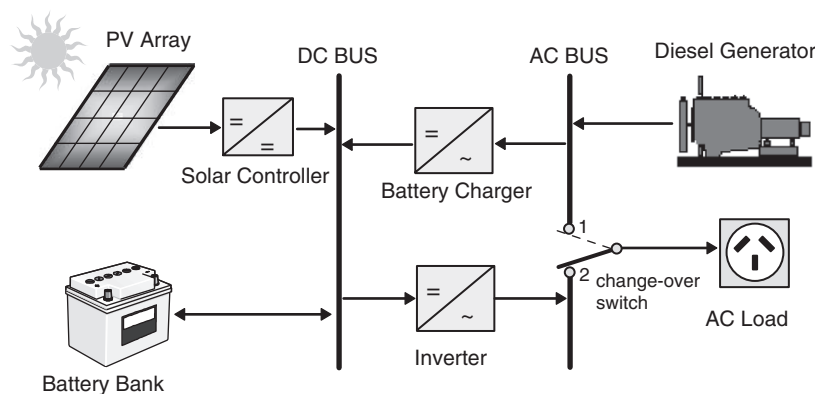 PV Array
DC BUS
AC BUS
Diesel Generator
=
=
Solar Controller
=
~
Battery Charger
1
2
change-over
switch
AC Load
=
~
Inverter
Battery Bank